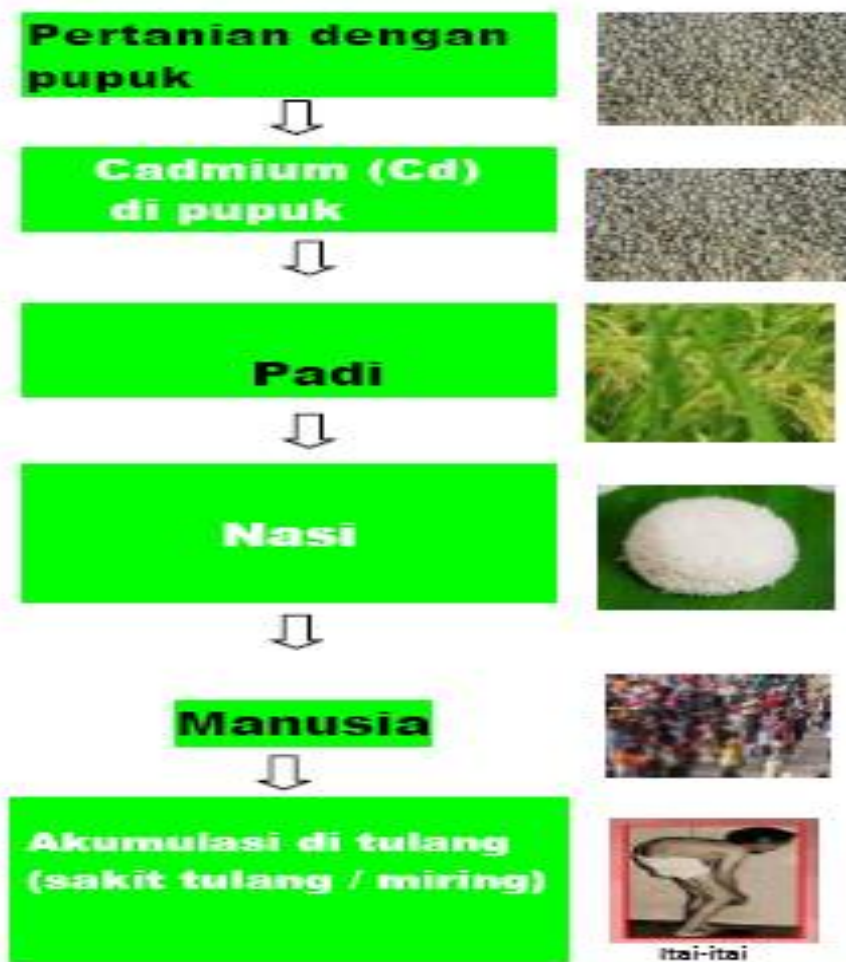 Pertanian dengan
pupuk
Cadmium (Cd)
di pupuk
Padi
Nasi
Manusia
Akumulasi di tulang
(sakit tulang / miring)
Itai-itai